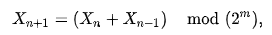 X_{n+1} = (X_n + X_{n−1})   mod (2^m),